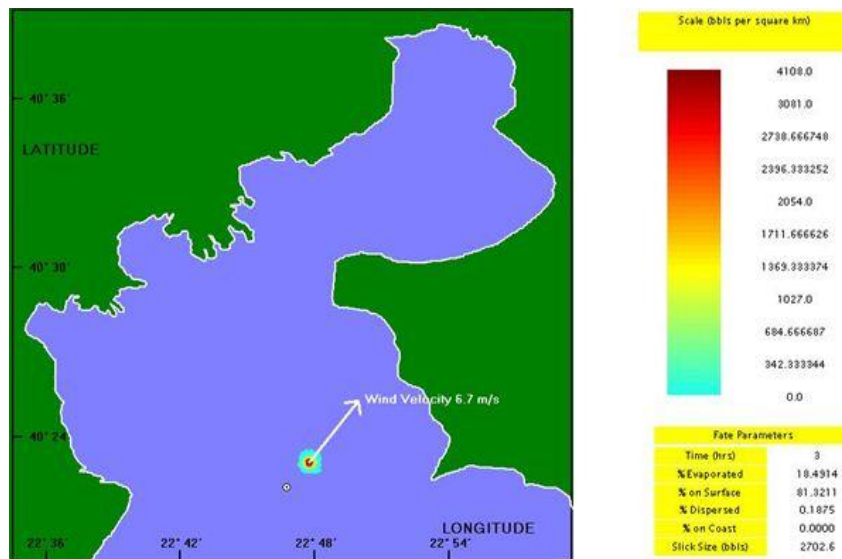 40° 36'
LATITUDE
40° 30'
Wind Velocity 6.7 m/s
40° 24'
LONGITUDE
22° 36' 22° 42' 22° 48' 22° 54'
Scale (bbls per square km)
4108.0
3081.0
2738.666748
2396.333252
2054.0
1711.666626
1369.333374
1027.0
684.666687
342.333344
0.0
Fate Parameters
Time (hrs) 3
% Evaporated 18.4914
% on Surface 81.3211
% Dispersed 0.1875
% on Coast 0.0000
Slick Size (bbls) 2702.6